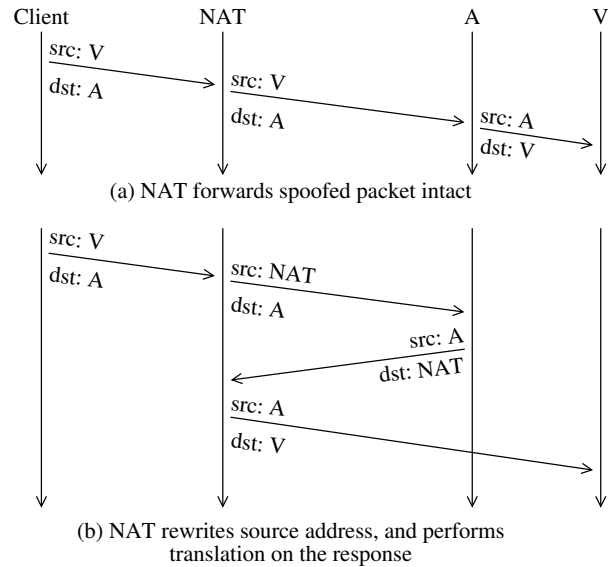 Client NAT A V
src: V
dst: A
src: V
dst: A
src: A
dst: V
(a) NAT forwards spoofed packet intact
src: V
dst: A
src: NAT
dst: A
src: A
dst: NAT
src: A
dst: V
(b) NAT rewrites source address, and performs
translation on the response